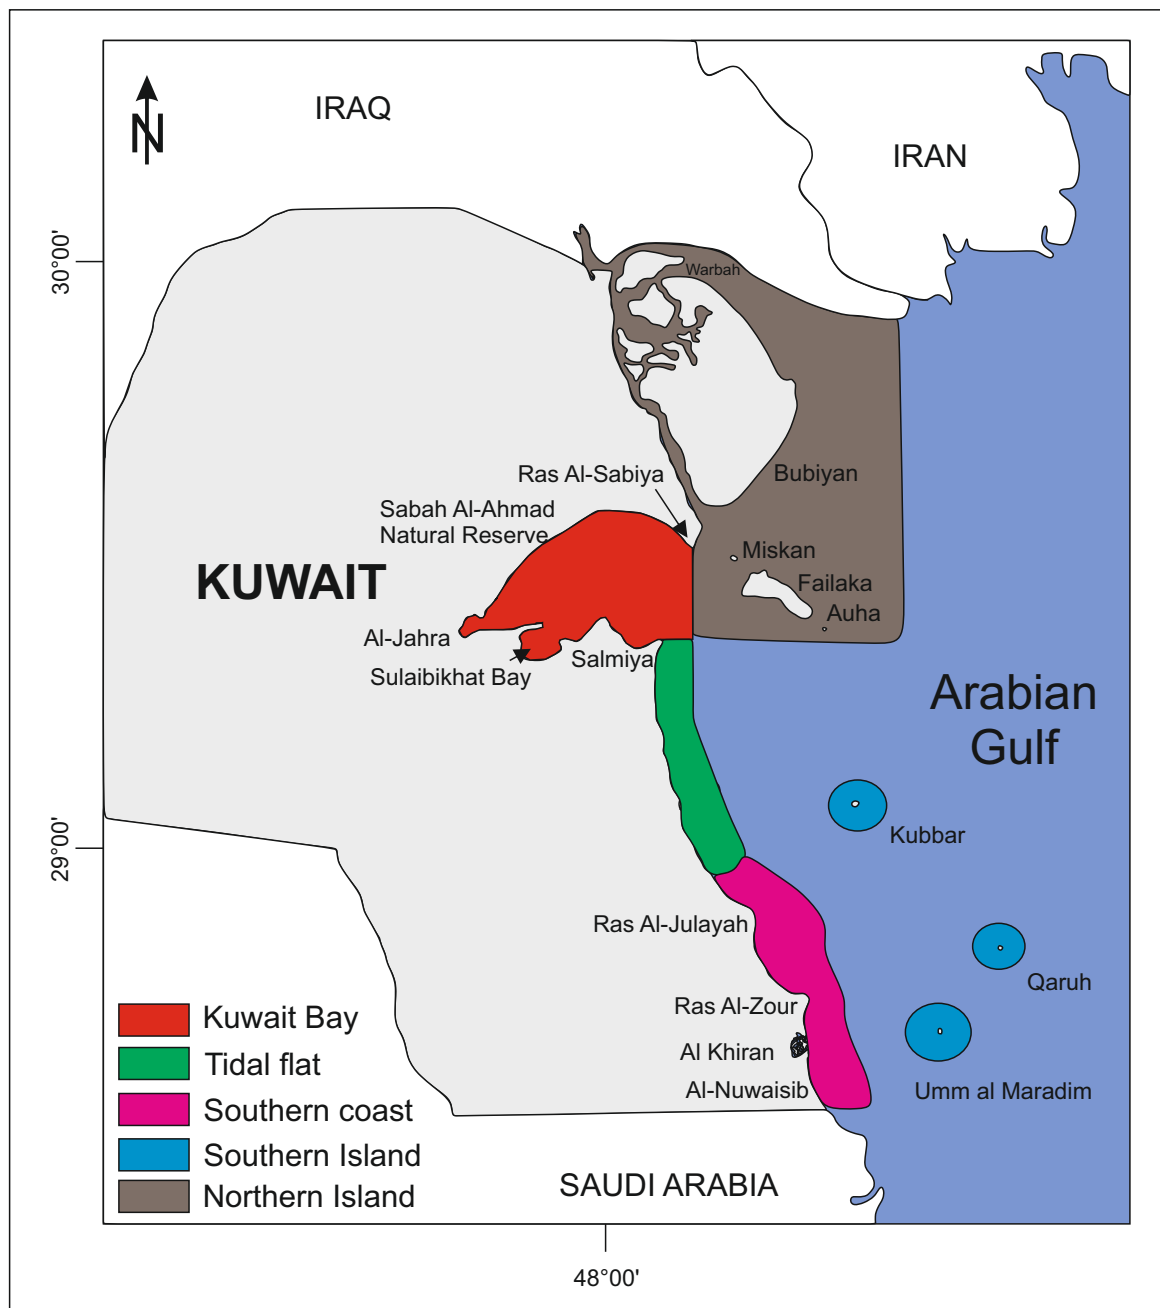 N
IRAQ
IRAN
30°00'
Warbah
Ras Al-Sabiya
Bubiyan
Sabah Al-Ahmad
Natural Reserve
Miskan
KUWAIT
Failaka
Auha
Al-Jahra
Salmiya
Sulaibikhat Bay
Arabian
Gulf
29°00'
Kubbar
Ras Al-Julayah
Qaruh
Ras Al-Zour
Kuwait Bay
Al Khiran
Tidal flat
Al-Nuwaisib
Umm al Maradim
Southern coast
Southern Island
SAUDI ARABIA
Northern Island
48°00'